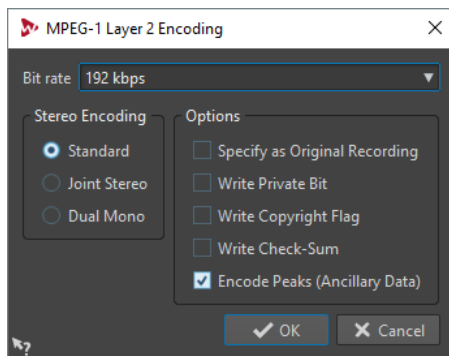 MPEG-1 Layer 2 Encoding
Bit rate 192 kbps
Stereo Encoding
Standard
Joint Stereo
Dual Mono
Options
Specify as Original Recording
Write Private Bit
Write Copyright Flag
Write Check-Sum
Encode Peaks (Ancillary Data)
OK Cancel